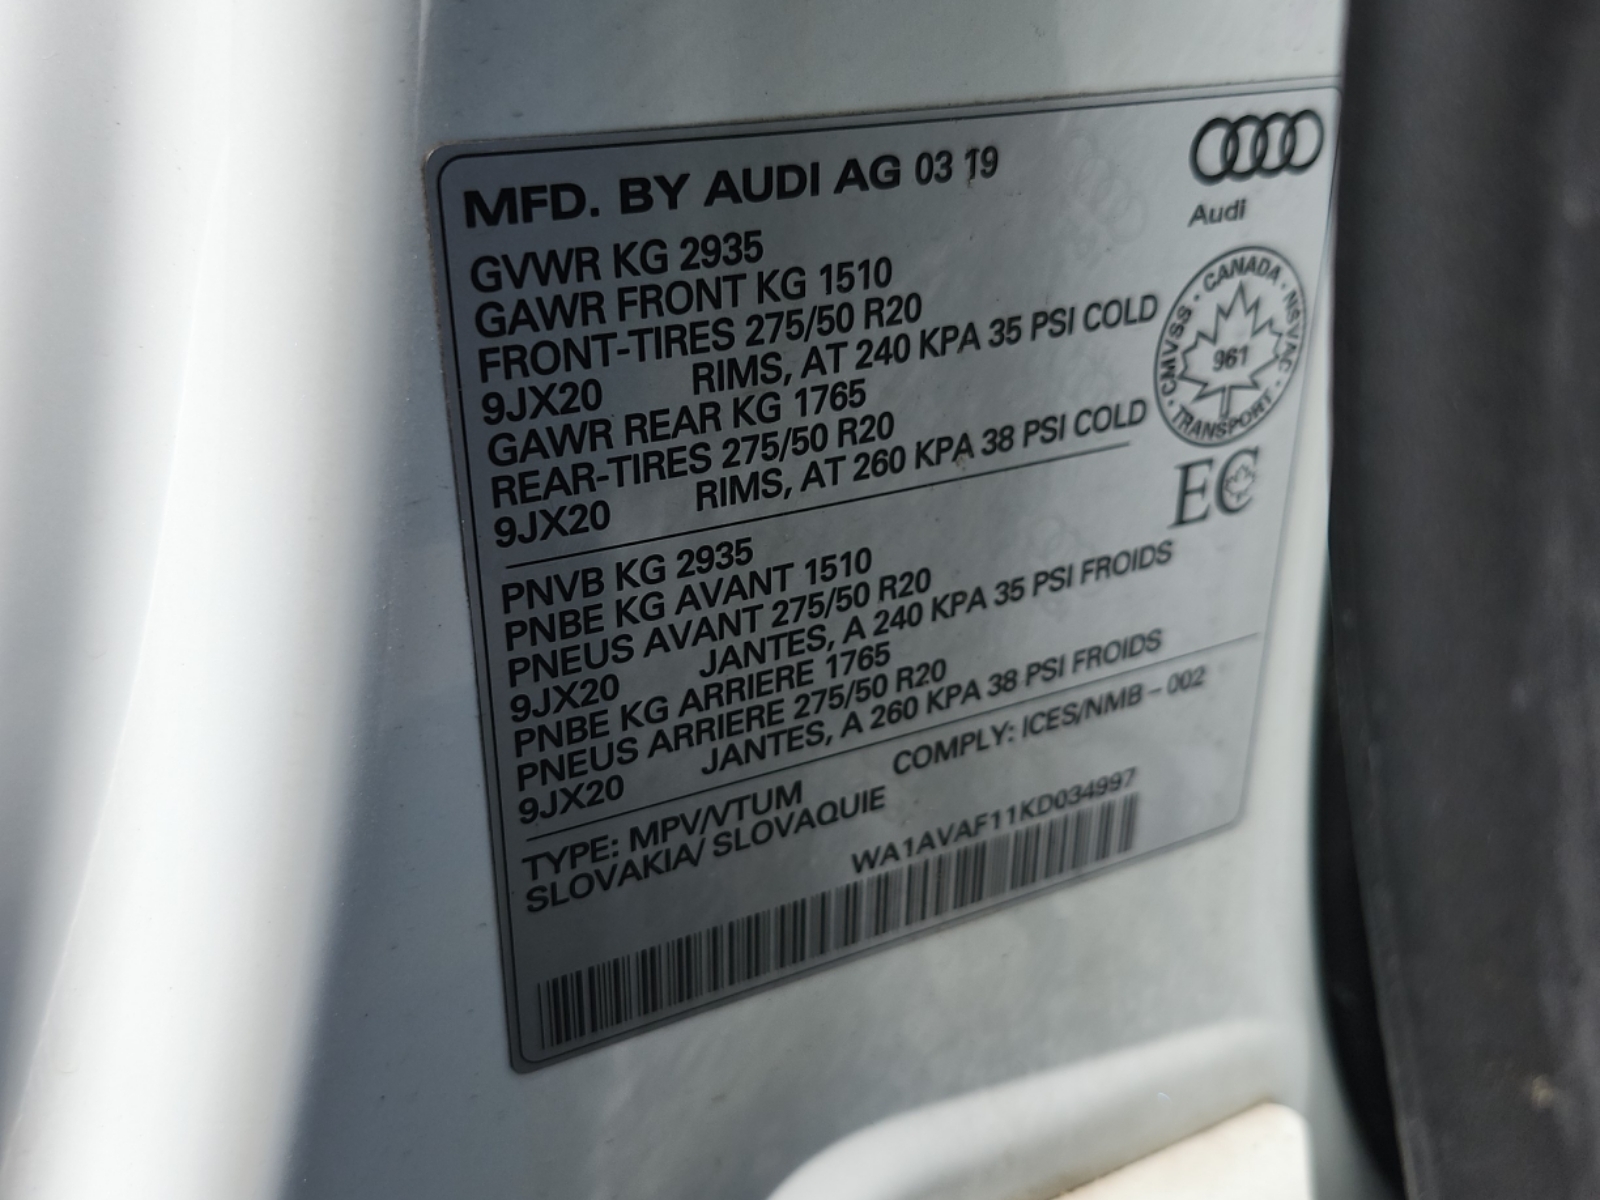 MFD. BY AUDI AG 03 19
Audi
GVWR KG 2935
GAWR FRONT KG 1510
FRONT-TIRES 275/50 R20
9JX20 RIMS, AT 240 KPA 35 PSI COLD
GAWR REAR KG 1765
REAR-TIRES 275/50 R20
9JX20 RIMS, AT 260 KPA 38 PSI COLD
CANADA · NSVAC · TRANSPORT · CMVSS ·
961
EC
PNVB KG 2935
PNBE KG AVANT 1510
PNEUS AVANT 275/50 R20
9JX20 JANTES, A 240 KPA 35 PSI FROIDS
PNBE KG ARRIERE 1765
PNEUS ARRIERE 275/50 R20
9JX20 JANTES, A 260 KPA 38 PSI FROIDS
TYPE: MPV/VTUM COMPLY: ICES/NMB – 002
SLOVAKIA/ SLOVAQUIE
WA1AVAF11KD034997